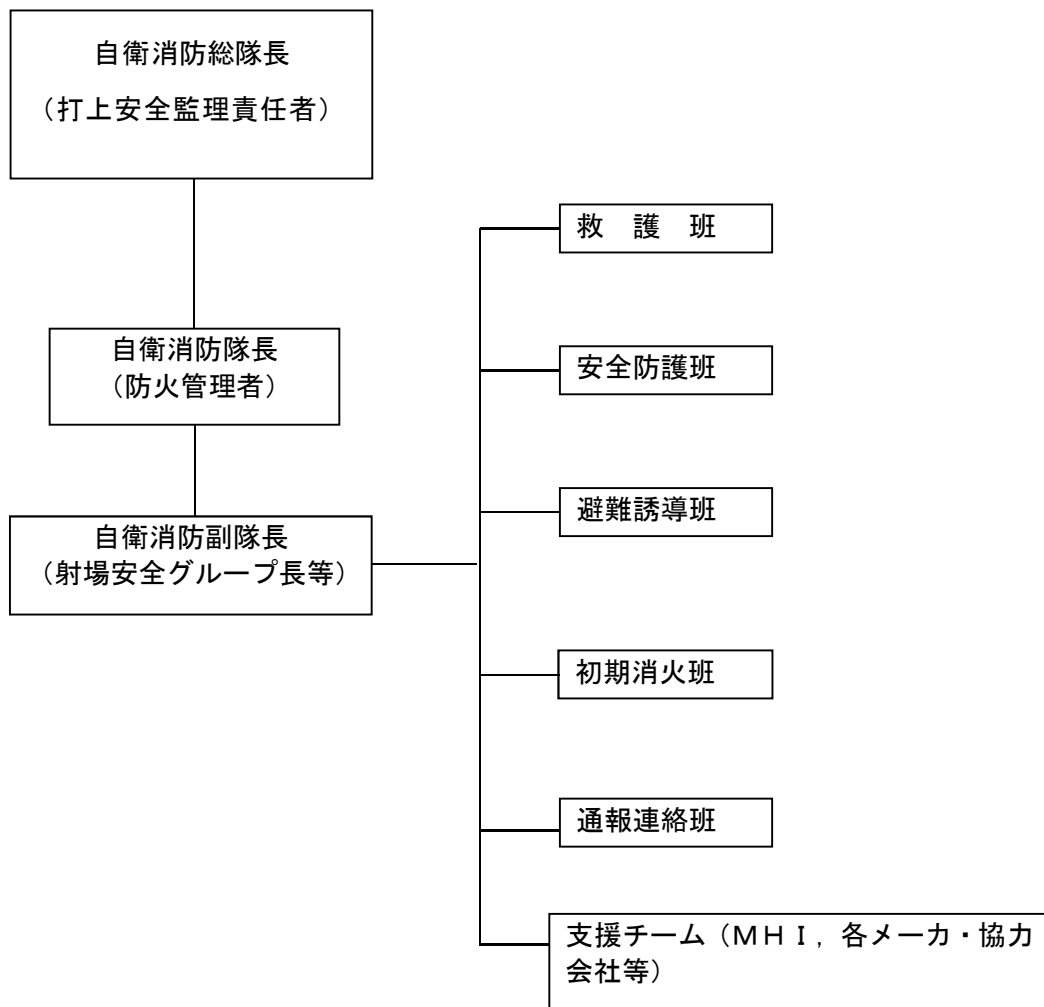 自衛消防総隊長
（打上安全監理責任者）
自衛消防隊長
（防火管理者）
自衛消防副隊長
（射場安全グループ長等）
救　護　班
安全防護班
避難誘導班
初期消火班
通報連絡班
支援チーム（ＭＨＩ，各メーカ・協力
会社等）